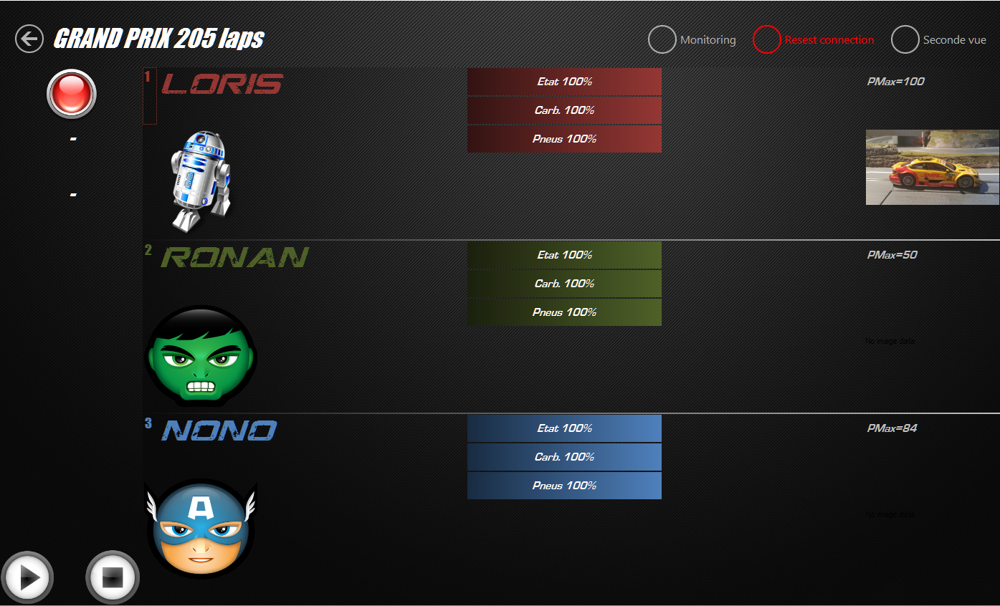 GRAND PRIX 205 laps
Monitoring
Resest connection
Seconde vue
-
-
1
LORIS
Etat 100%
Carb. 100%
Pneus 100%
PMax=100
2
RONAN
Etat 100%
Carb. 100%
Pneus 100%
PMax=50
No image data
3
NONO
Etat 100%
Carb. 100%
Pneus 100%
PMax=84
No image data
A